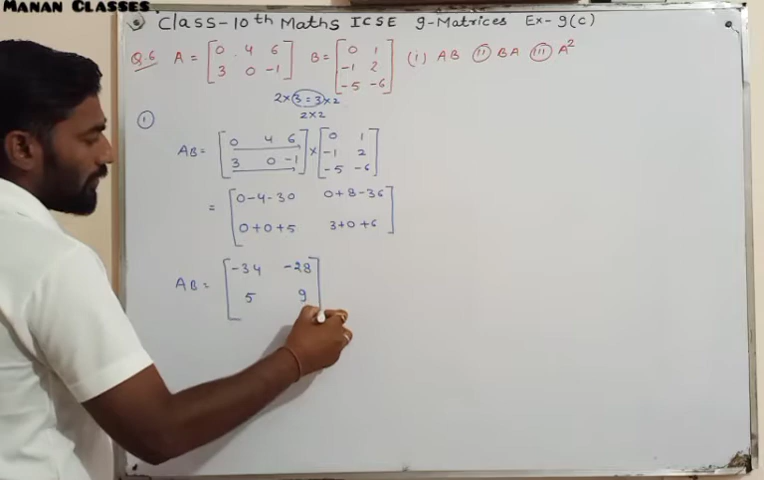 MANAN CLASSES
Class-10th Maths ICSE 9-Matrices Ex-9(c)
Q.6 A = [0 4 6 B = [0 1 (i) AB (ii) BA (iii) A²
3 0 -1] -1 2
-5 -6]
2×3=3×2
2×2
(i)
AB = [0 4 6 × [0 1
3 0 -1] -1 2
-5 -6]
= [0-4-30 0+8-36
0+0+5 3+0+6]
AB = [-34 -28
5 9]